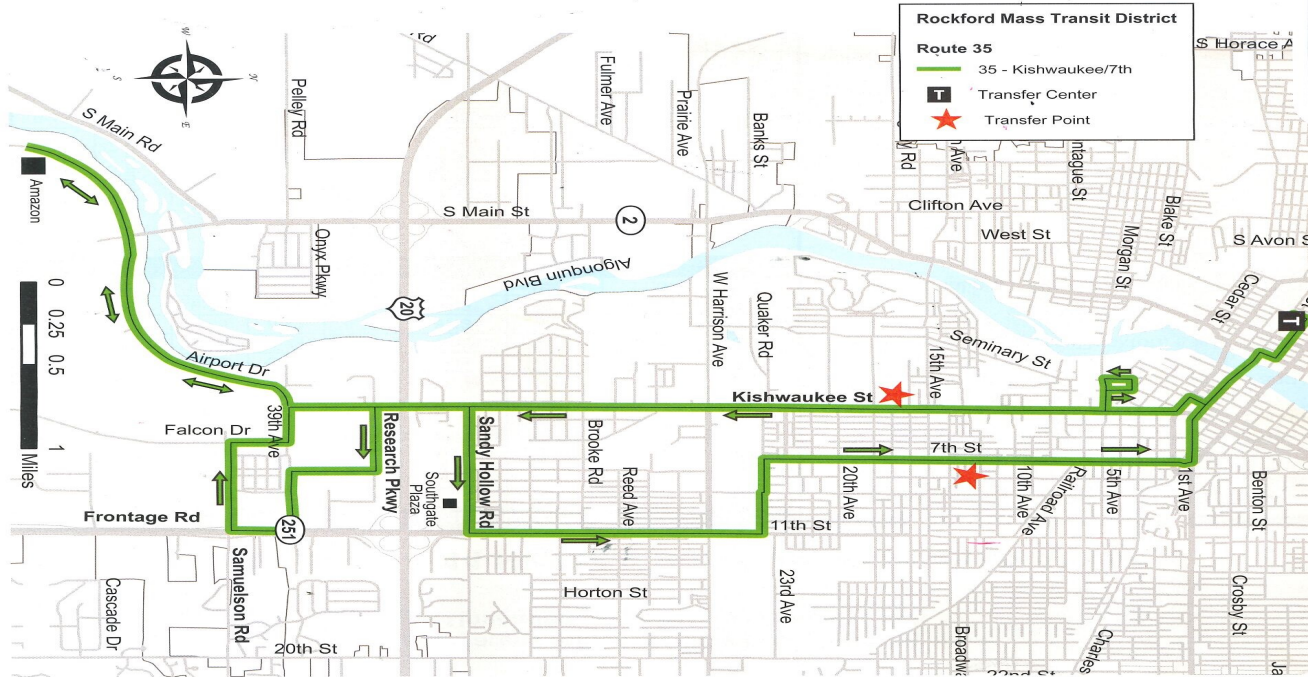 Rockford Mass Transit District
Route 35
35 - Kishwaukee/7th
T
Transfer Center
Transfer Point
S Horace A
W
N
S
E
S Main Rd
Pelley Rd
Fulmer Ave
Prairie Ave
Banks St
Clifton Ave
West St
Blake St
Morgan St
S Avon S
Cedar St
T
Amazon
S Main St
2
Onyx Pkwy
Algonquin Blvd
20
W Harrison Ave
Quaker Rd
15th Ave
Seminary St
0
0.25
0.5
1
Miles
Airport Dr
Kishwaukee St
39th Ave
Falcon Dr
Research Pkwy
Sandy Hollow Rd
Brooke Rd
Reed Ave
7th St
20th Ave
10th Ave
Railroad Ave
5th Ave
1st Ave
Benton St
Southgate
Plaza
Frontage Rd
251
11th St
Samuelson Rd
Cascade Dr
Horton St
23rd Ave
Crosby St
20th St
Broadwa
Charles
22nd St
Ja